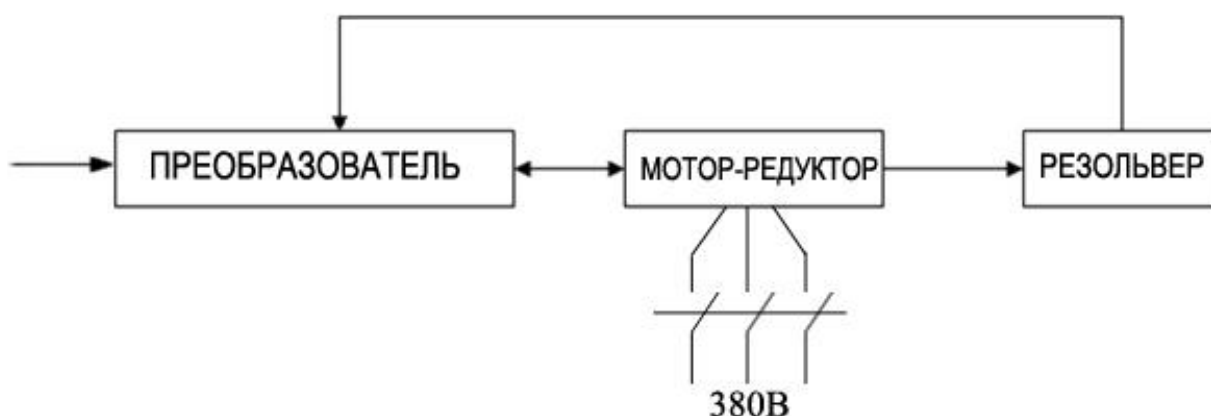 ПРЕОБРАЗОВАТЕЛЬ
МОТОР-РЕДУКТОР
РЕЗОЛЬВЕР
380В